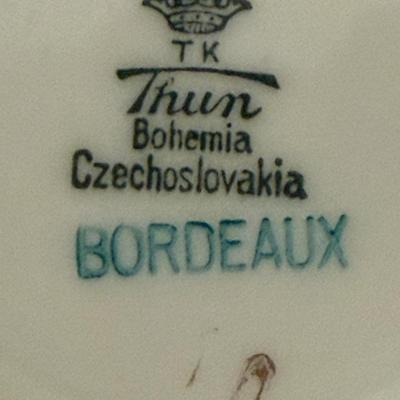 TK
Thun
Bohemia
Czechoslovakia
BORDEAUX